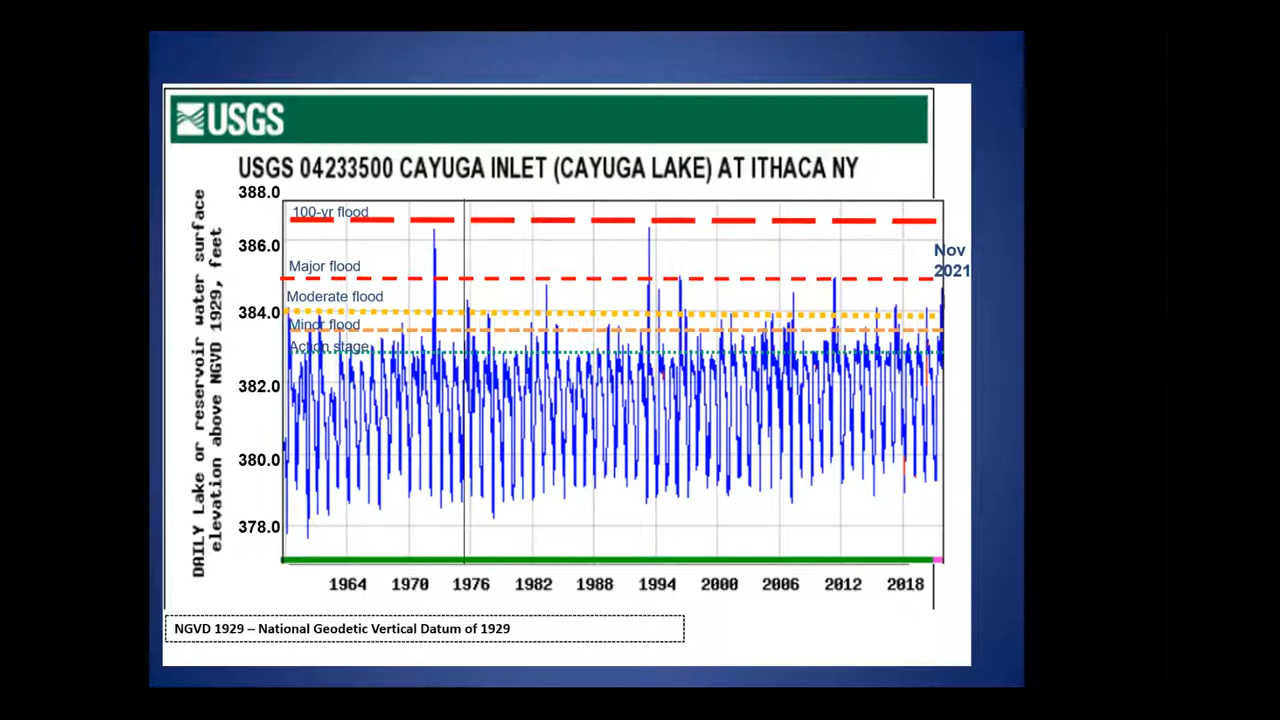 USGS
USGS 04233500 CAYUGA INLET (CAYUGA LAKE) AT ITHACA NY
DAILY Lake or reservoir water surface
elevation above NGVD 1929, feet
388.0
100-yr flood
386.0
Nov
2021
Major flood
384.0
Moderate flood
Minor flood
Action stage
382.0
380.0
378.0
1964 1970 1976 1982 1988 1994 2000 2006 2012 2018
NGVD 1929 – National Geodetic Vertical Datum of 1929